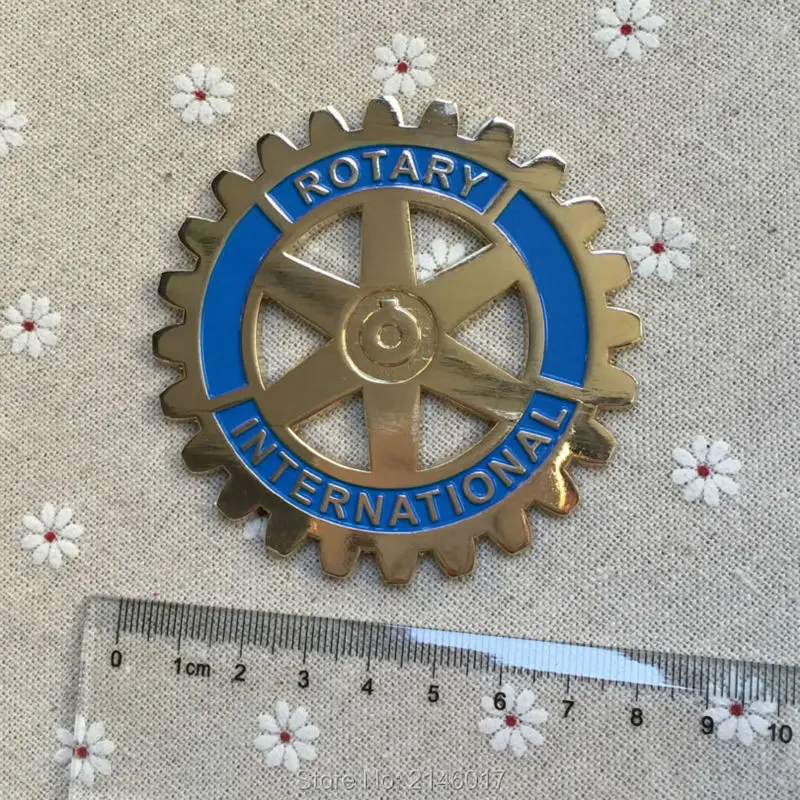 ROTARY
INTERNATIONAL
0 1cm 2 3 4 5 6 7 8 9 10
Store No: 2146017